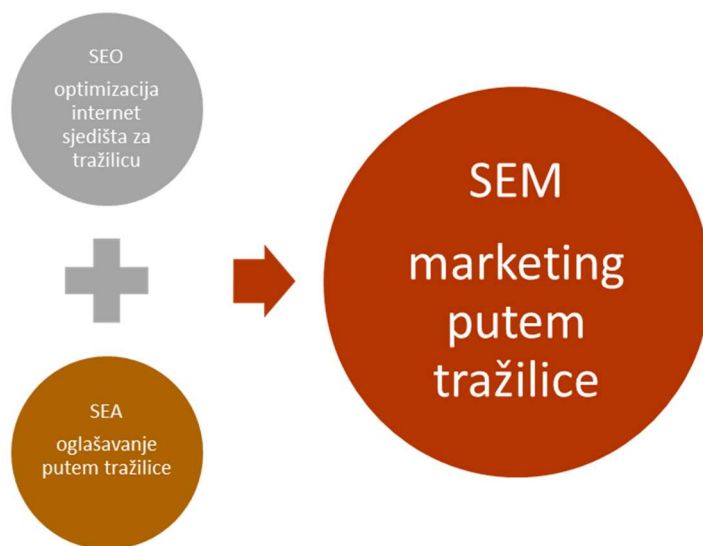 SEO
optimizacija
internet
sjedišta za
tražilicu
SEA
oglašavanje
putem tražilice
SEM
marketing
putem
tražilice